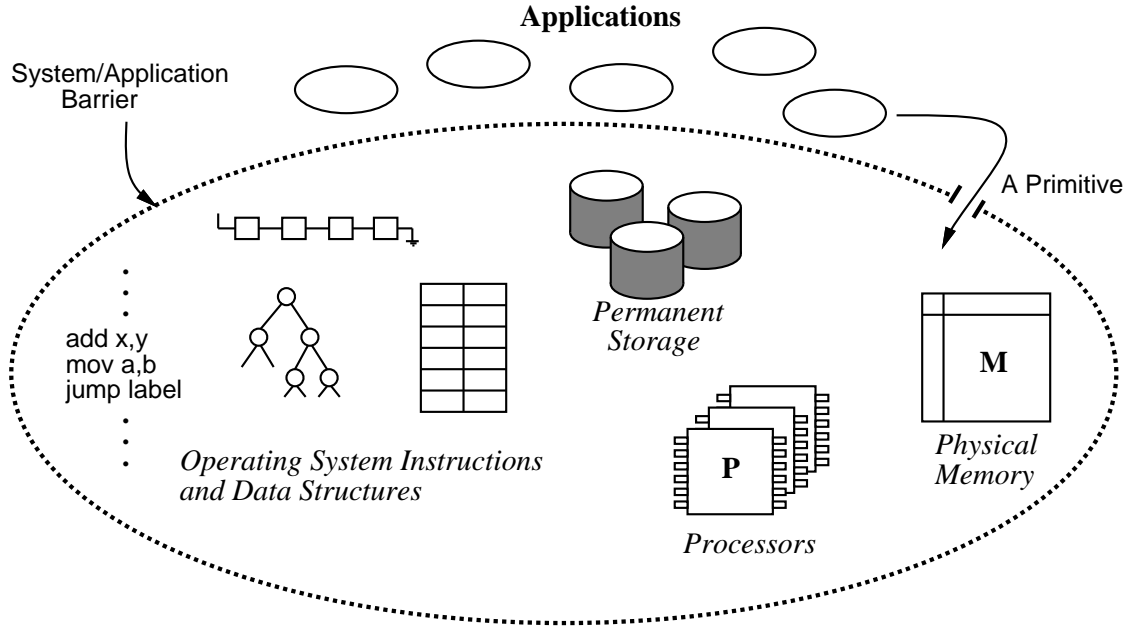 Applications
System/Application
Barrier
A Primitive
add x,y
mov a,b
jump label
Permanent
Storage
M
Physical
Memory
Operating System Instructions
and Data Structures
P
Processors